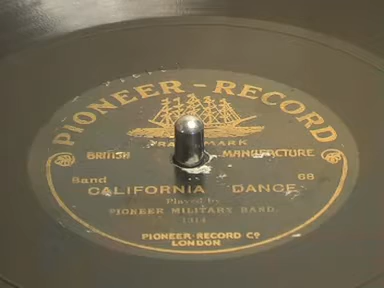 PIONEER-RECORD
TRADE MARK
BRITISH MANUFACTURE
Band 68
CALIFORNIA DANCE
Played by
PIONEER MILITARY BAND.
1314
PIONEER-RECORD Co
LONDON